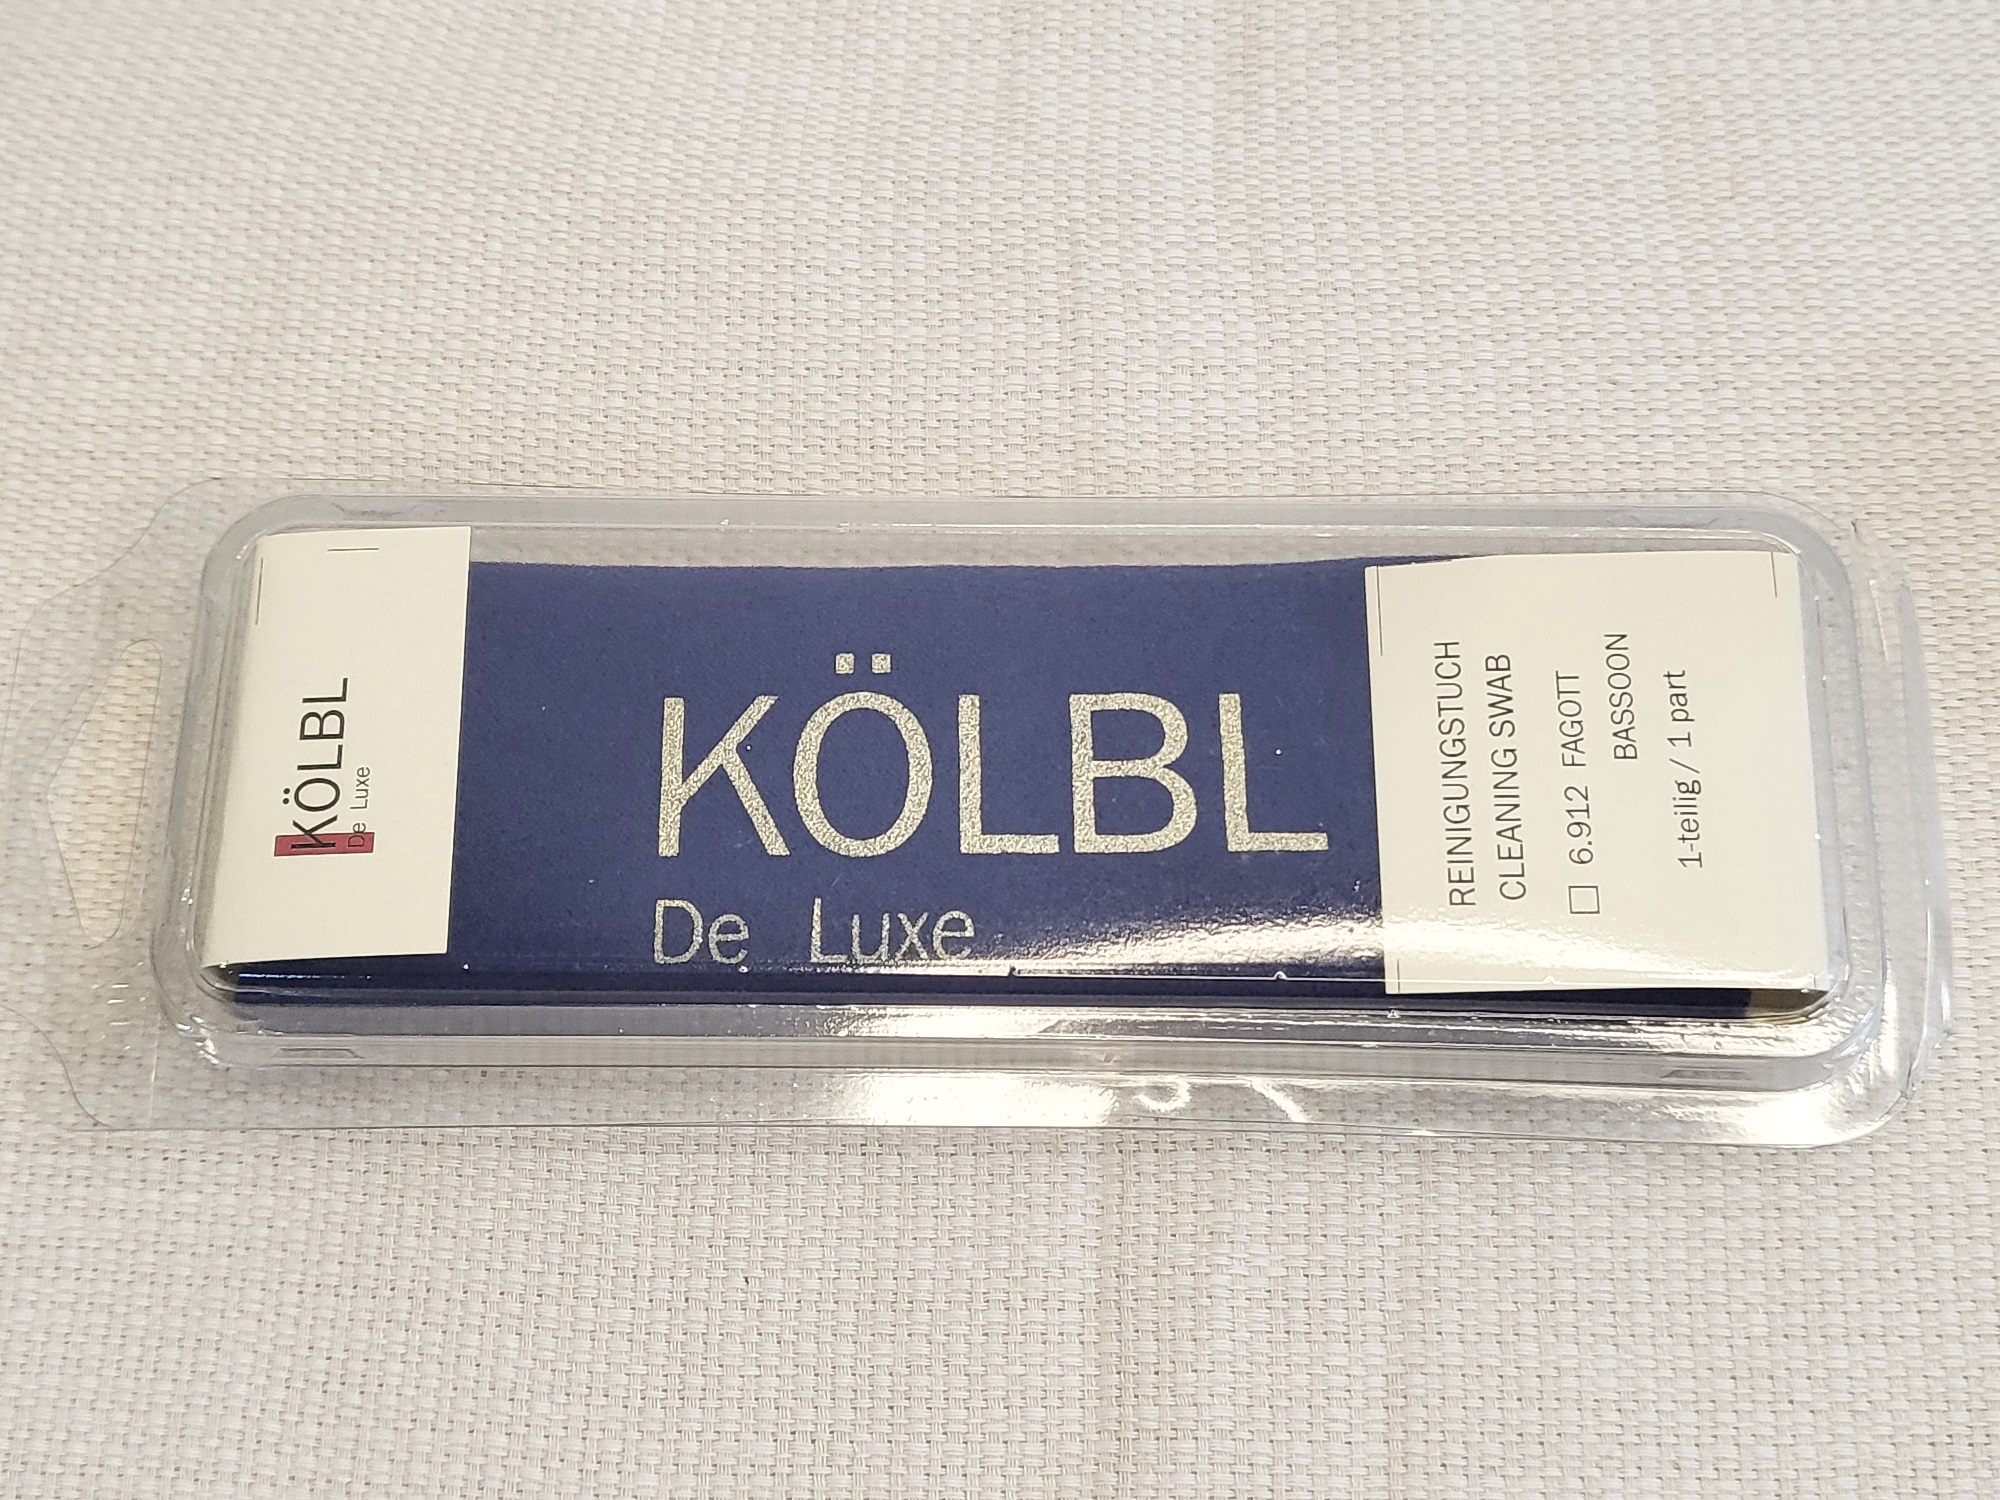 KÖLBL
De Luxe
KÖLBL
De Luxe
REINIGUNGSTUCH
CLEANING SWAB
☐ 6.912 FAGOTT
BASSOON
1-teilig / 1 part